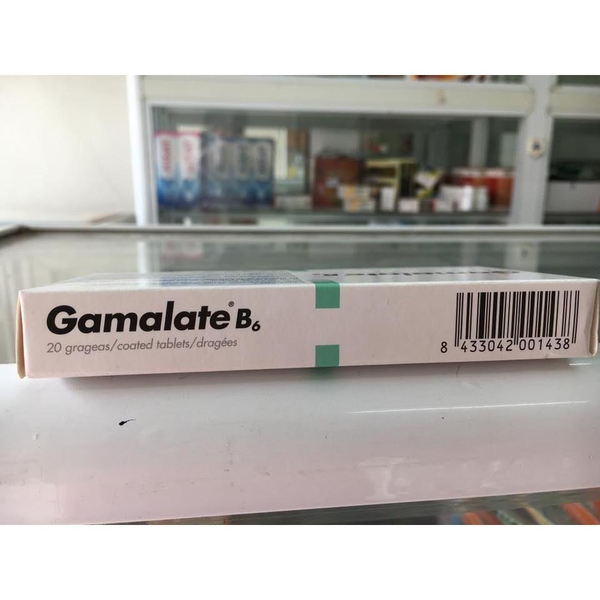 Gamalate® B6
20 grageas/coated tablets/dragées
8 433042 001438